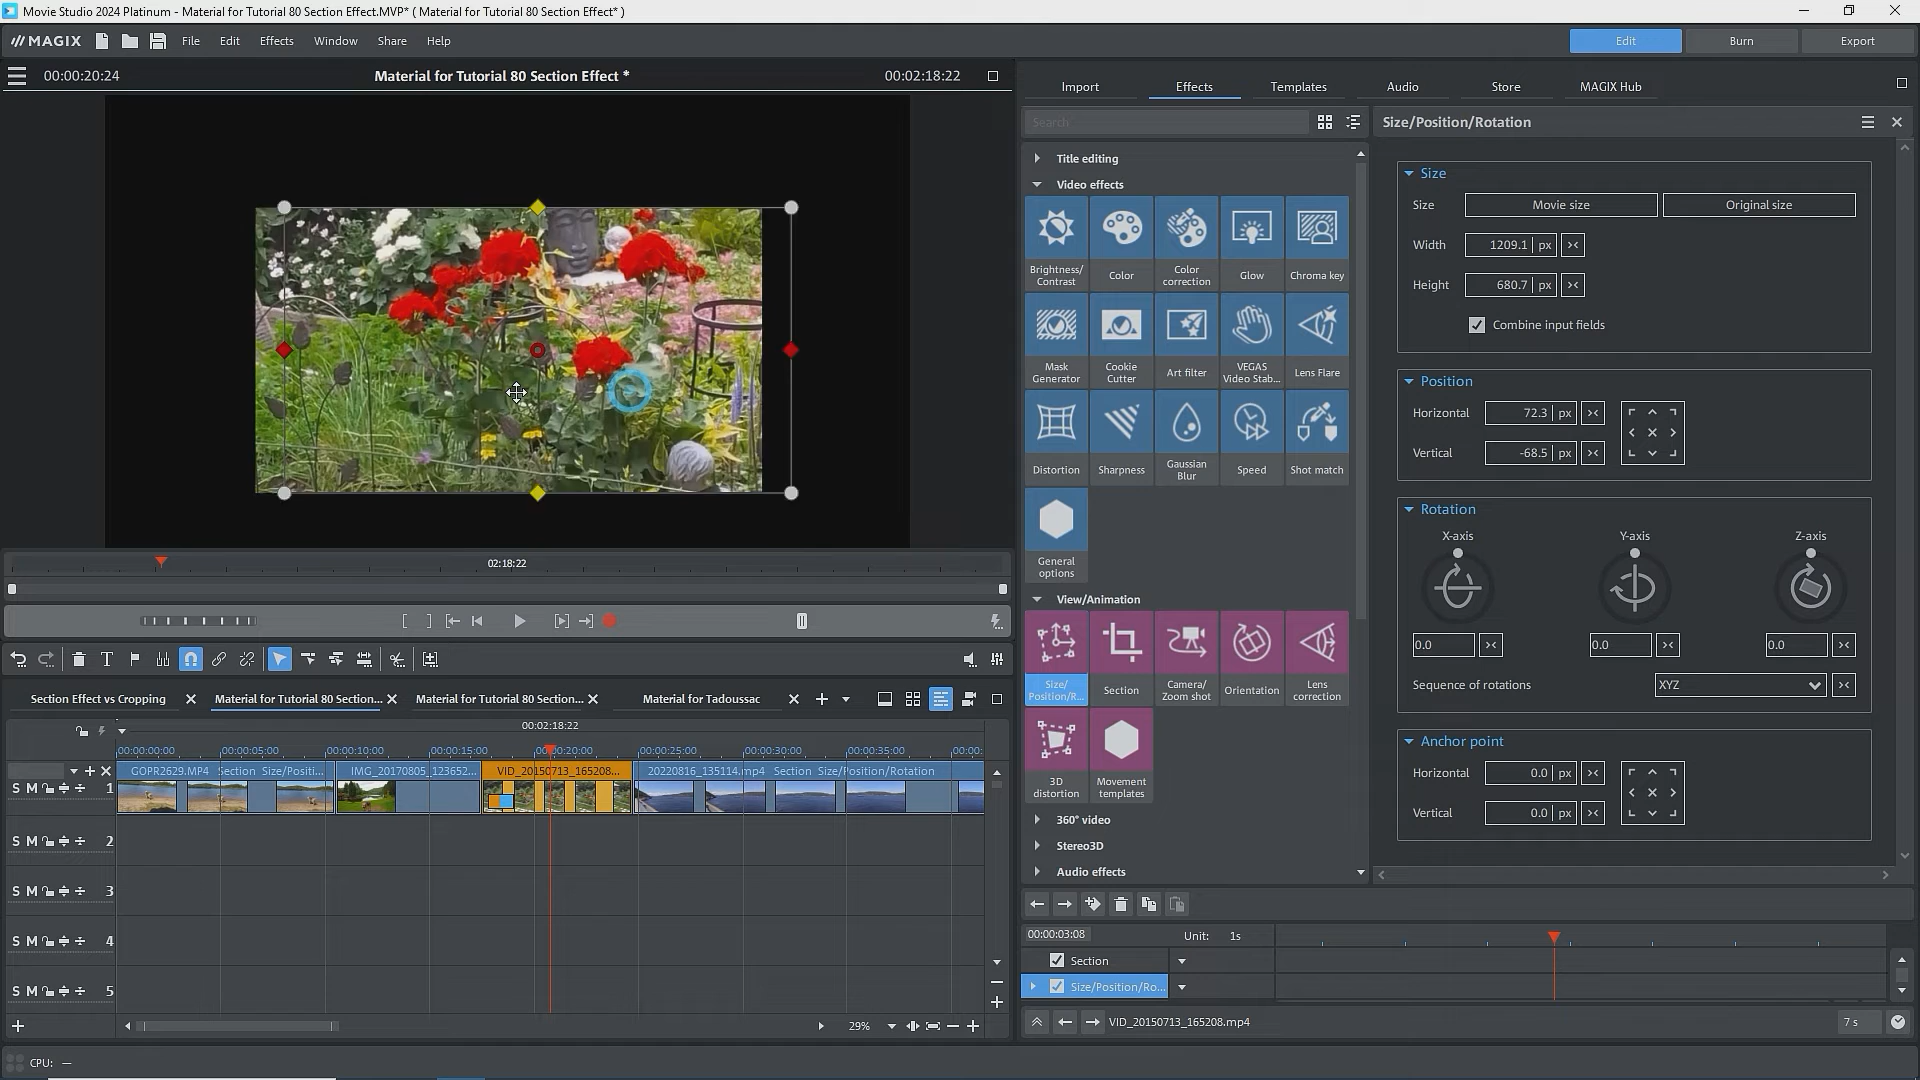 Movie Studio 2024 Platinum - Material for Tutorial 80 Section Effect.MVP* ( Material for Tutorial 80 Section Effect* )
MAGIX File Edit Effects Window Share Help Edit Burn Export
00:00:20:24 Material for Tutorial 80 Section Effect * 00:02:18:22
Import Effects Templates Audio Store MAGIX Hub
Search
Size/Position/Rotation
Title editing
Video effects
Brightness/ Contrast
Color
Color correction
Glow
Chroma key
Mask Generator
Cookie Cutter
Art filter
VEGAS Video Stab...
Lens Flare
Distortion
Sharpness
Gaussian Blur
Speed
Shot match
General options
View/Animation
Size/ Position/R...
Section
Camera/ Zoom shot
Orientation
Lens correction
3D distortion
Movement templates
360° video
Stereo3D
Audio effects
Size
Size Movie size Original size
Width 1209.1 px
Height 680.7 px
Combine input fields
Position
Horizontal 72.3 px
Vertical -68.5 px
Rotation
X-axis Y-axis Z-axis
0.0 0.0 0.0
Sequence of rotations XYZ
Anchor point
Horizontal 0.0 px
Vertical 0.0 px
02:18:22
Section Effect vs Cropping Material for Tutorial 80 Section... Material for Tutorial 80 Section... Material for Tadoussac
00:02:18:22
00:00:00:00 00:00:05:00 00:00:10:00 00:00:15:00 00:00:20:00 00:00:25:00 00:00:30:00 00:00:35:00 00:00:
GOPR2629.MP4 Section Size/Positi... IMG_20170805_123652... VID_20150713_165208... 20220816_135114.mp4 Section Size/Position/Rotation
1
S M 2
S M 3
S M 4
S M 5
29%
00:00:03:08 Unit: 1s
Section
Size/Position/Ro...
VID_20150713_165208.mp4 7 s
CPU: —